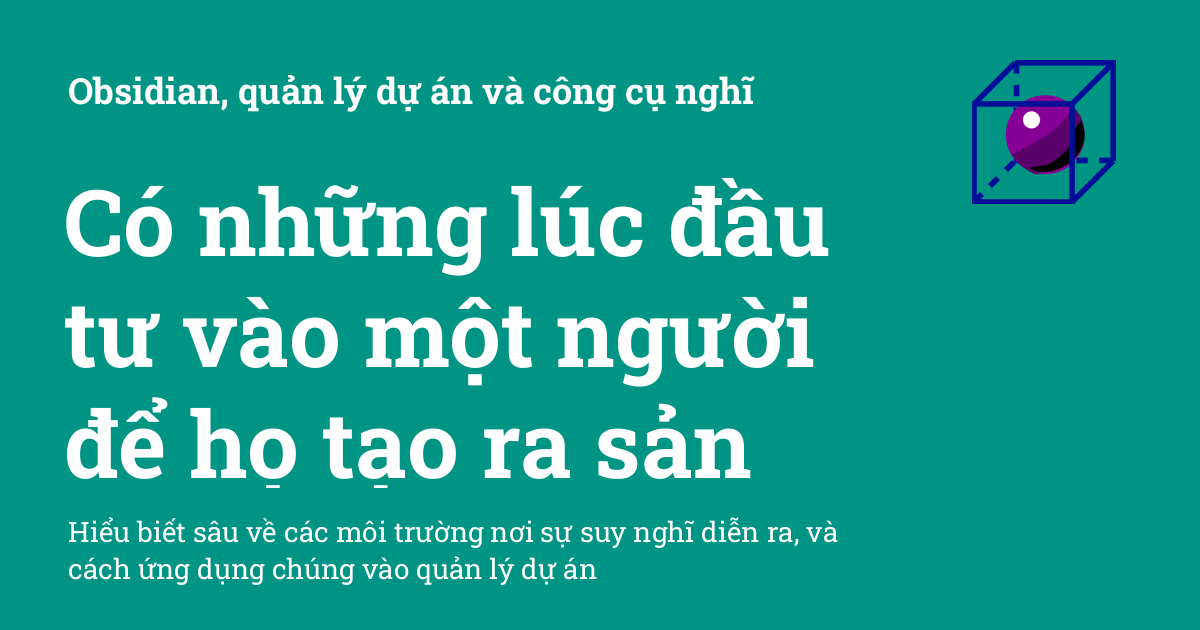 Obsidian, quản lý dự án và công cụ nghĩ
Có những lúc đầu
tư vào một người
để họ tạo ra sản
Hiểu biết sâu về các môi trường nơi sự suy nghĩ diễn ra, và
cách ứng dụng chúng vào quản lý dự án